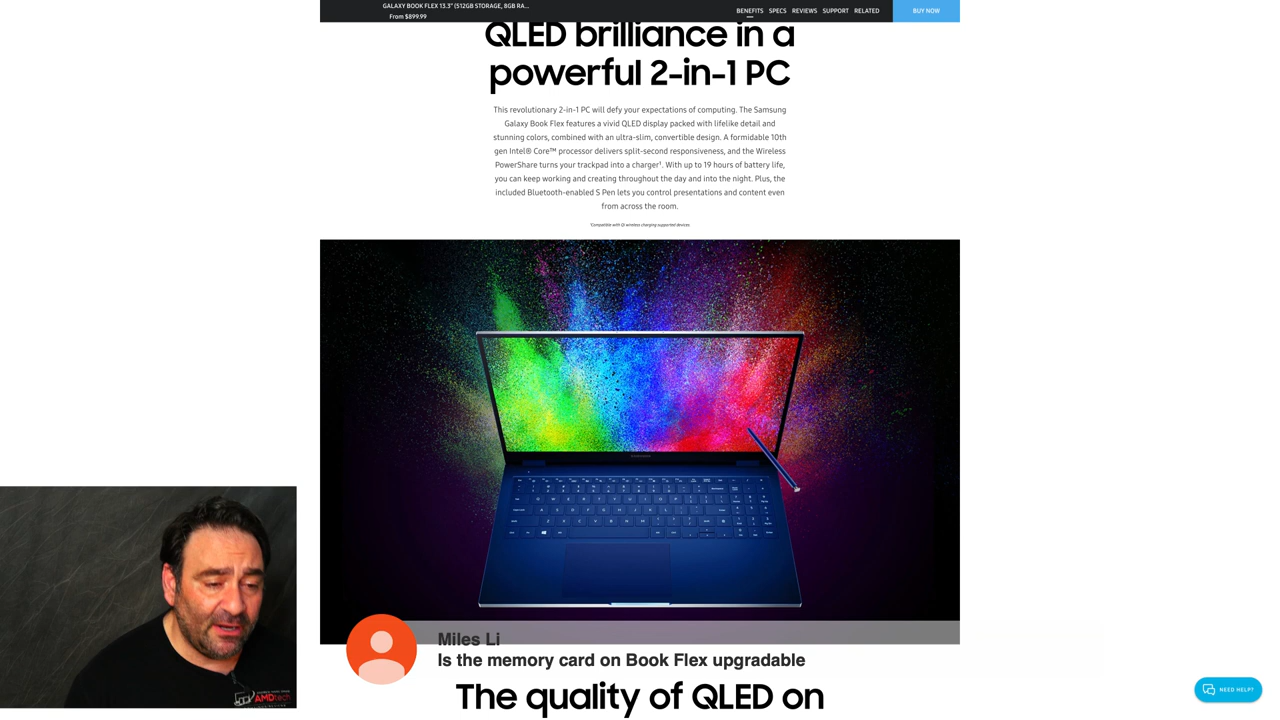 GALAXY BOOK FLEX 13.3" (512GB STORAGE, 8GB RA...
From $899.99
BENEFITS SPECS REVIEWS SUPPORT RELATED BUY NOW
QLED brilliance in a
powerful 2-in-1 PC
This revolutionary 2-in-1 PC will defy your expectations of computing. The Samsung
Galaxy Book Flex features a vivid QLED display packed with lifelike detail and
stunning colors, combined with an ultra-slim, convertible design. A formidable 10th
gen Intel® Core™ processor delivers split-second responsiveness, and the Wireless
PowerShare turns your trackpad into a charger¹. With up to 19 hours of battery life,
you can keep working and creating throughout the day and into the night. Plus, the
included Bluetooth-enabled S Pen lets you control presentations and content even
from across the room.
¹Compatible with Qi wireless charging supported devices
SAMSUNG
Miles Li
Is the memory card on Book Flex upgradable
The quality of QLED on
AMDtech
NEED HELP?